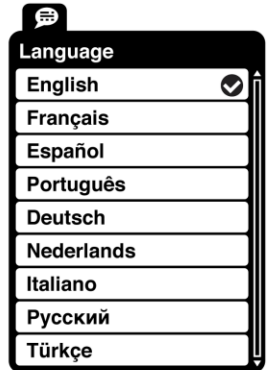 Language
English
Français
Español
Português
Deutsch
Nederlands
Italiano
Русский
Türkçe